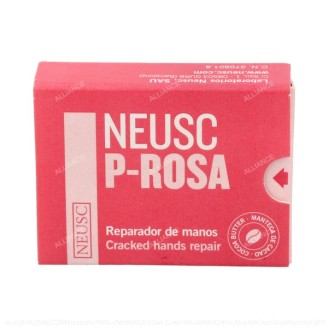 Laboratorios Neusc, SAU
www.neusc.com
NEUSC
P-ROSA
NEUSC
Reparador de manos
Cracked hands repair
COCOA BUTTER · MANTECA DE CACAO ·
ALLIANCE